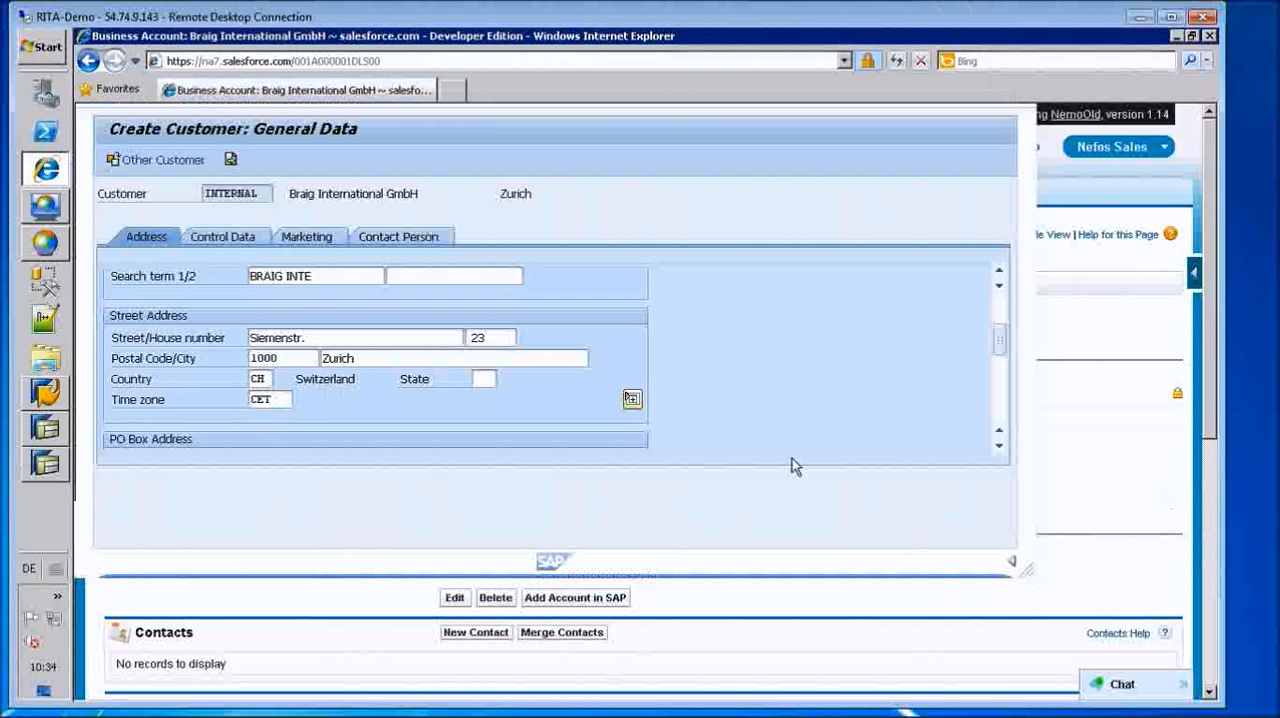 RITA-Demo - 54.74.9.143 - Remote Desktop Connection
Start
Business Account: Braig International GmbH ~ salesforce.com - Developer Edition - Windows Internet Explorer
https://na7.salesforce.com/001A000001DLS00
Bing
Favorites
Business Account: Braig International GmbH ~ salesfo...
NemoOld, version 1.14
Create Customer: General Data
Nefos Sales
Other Customer
Customer INTERNAL Braig International GmbH Zurich
Address Control Data Marketing Contact Person
View | Help for this Page ?
Search term 1/2 BRAIG INTE
Street Address
Street/House number Siemenstr. 23
Postal Code/City 1000 Zurich
Country CH Switzerland State
Time zone CET
PO Box Address
SAP
DE
Edit Delete Add Account in SAP
Contacts New Contact Merge Contacts Contacts Help ?
No records to display
10:34
Chat